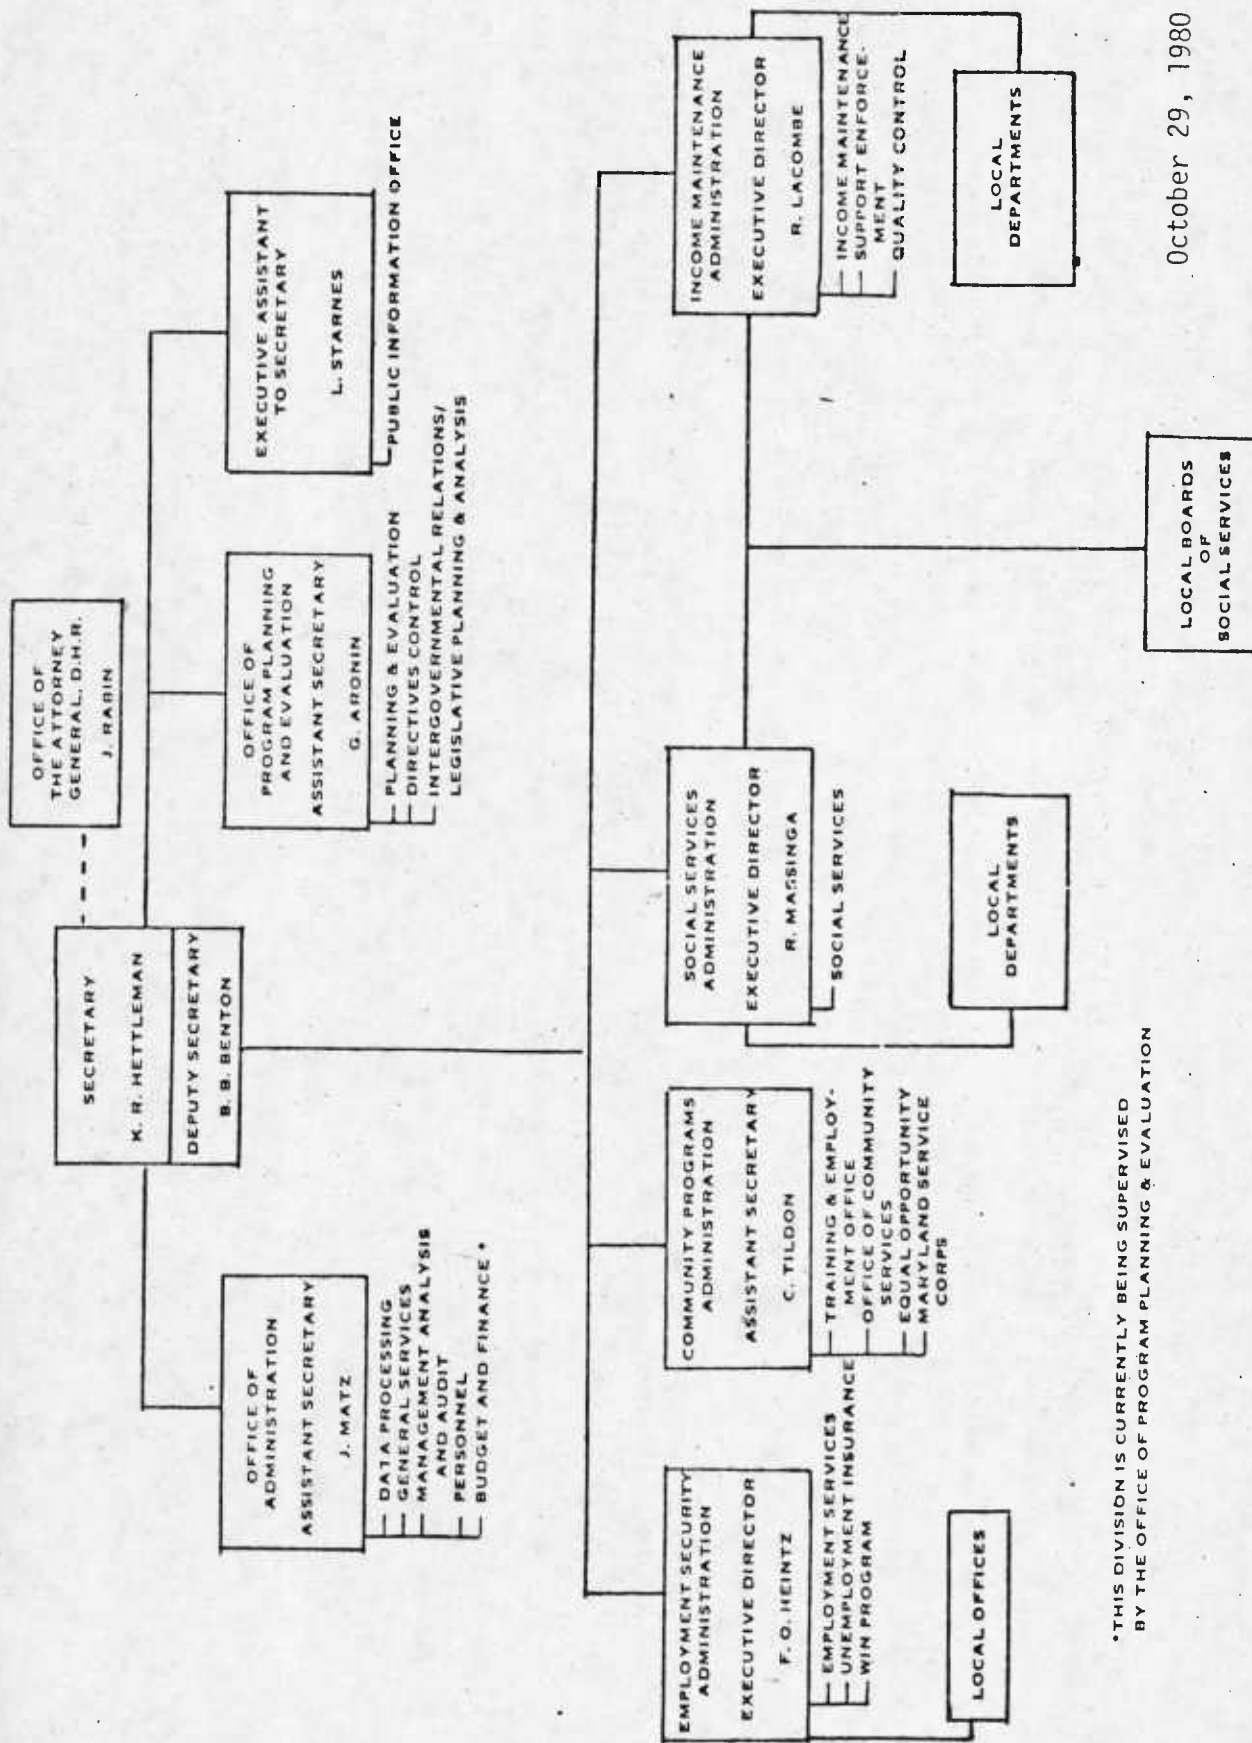 OFFICE OF
THE ATTORNEY
GENERAL, D.H.R.
J. RABIN
SECRETARY
K. R. HETTLEMAN
DEPUTY SECRETARY
B. B. BENTON
OFFICE OF
ADMINISTRATION
ASSISTANT SECRETARY
J. MATZ
DATA PROCESSING
GENERAL SERVICES
MANAGEMENT ANALYSIS
AND AUDIT
PERSONNEL
BUDGET AND FINANCE *
OFFICE OF
PROGRAM PLANNING
AND EVALUATION
ASSISTANT SECRETARY
G. ARONIN
PLANNING & EVALUATION
DIRECTIVES CONTROL
INTERGOVERNMENTAL RELATIONS/
LEGISLATIVE PLANNING & ANALYSIS
EXECUTIVE ASSISTANT
TO SECRETARY
L. STARNES
PUBLIC INFORMATION OFFICE
EMPLOYMENT SECURITY
ADMINISTRATION
EXECUTIVE DIRECTOR
F. O. HEINTZ
EMPLOYMENT SERVICES
UNEMPLOYMENT INSURANCE
WIN PROGRAM
LOCAL OFFICES
COMMUNITY PROGRAMS
ADMINISTRATION
ASSISTANT SECRETARY
C. TILDON
TRAINING & EMPLOY-
MENT OFFICE
OFFICE OF COMMUNITY
SERVICES
EQUAL OPPORTUNITY
MARYLAND SERVICE
CORPS
SOCIAL SERVICES
ADMINISTRATION
EXECUTIVE DIRECTOR
R. MASSINGA
SOCIAL SERVICES
LOCAL
DEPARTMENTS
INCOME MAINTENANCE
ADMINISTRATION
EXECUTIVE DIRECTOR
R. LACOMBE
INCOME MAINTENANCE
SUPPORT ENFORCE-
MENT
QUALITY CONTROL
LOCAL
DEPARTMENTS
LOCAL BOARDS
OF
SOCIAL SERVICES
*THIS DIVISION IS CURRENTLY BEING SUPERVISED
BY THE OFFICE OF PROGRAM PLANNING & EVALUATION
October 29, 1980